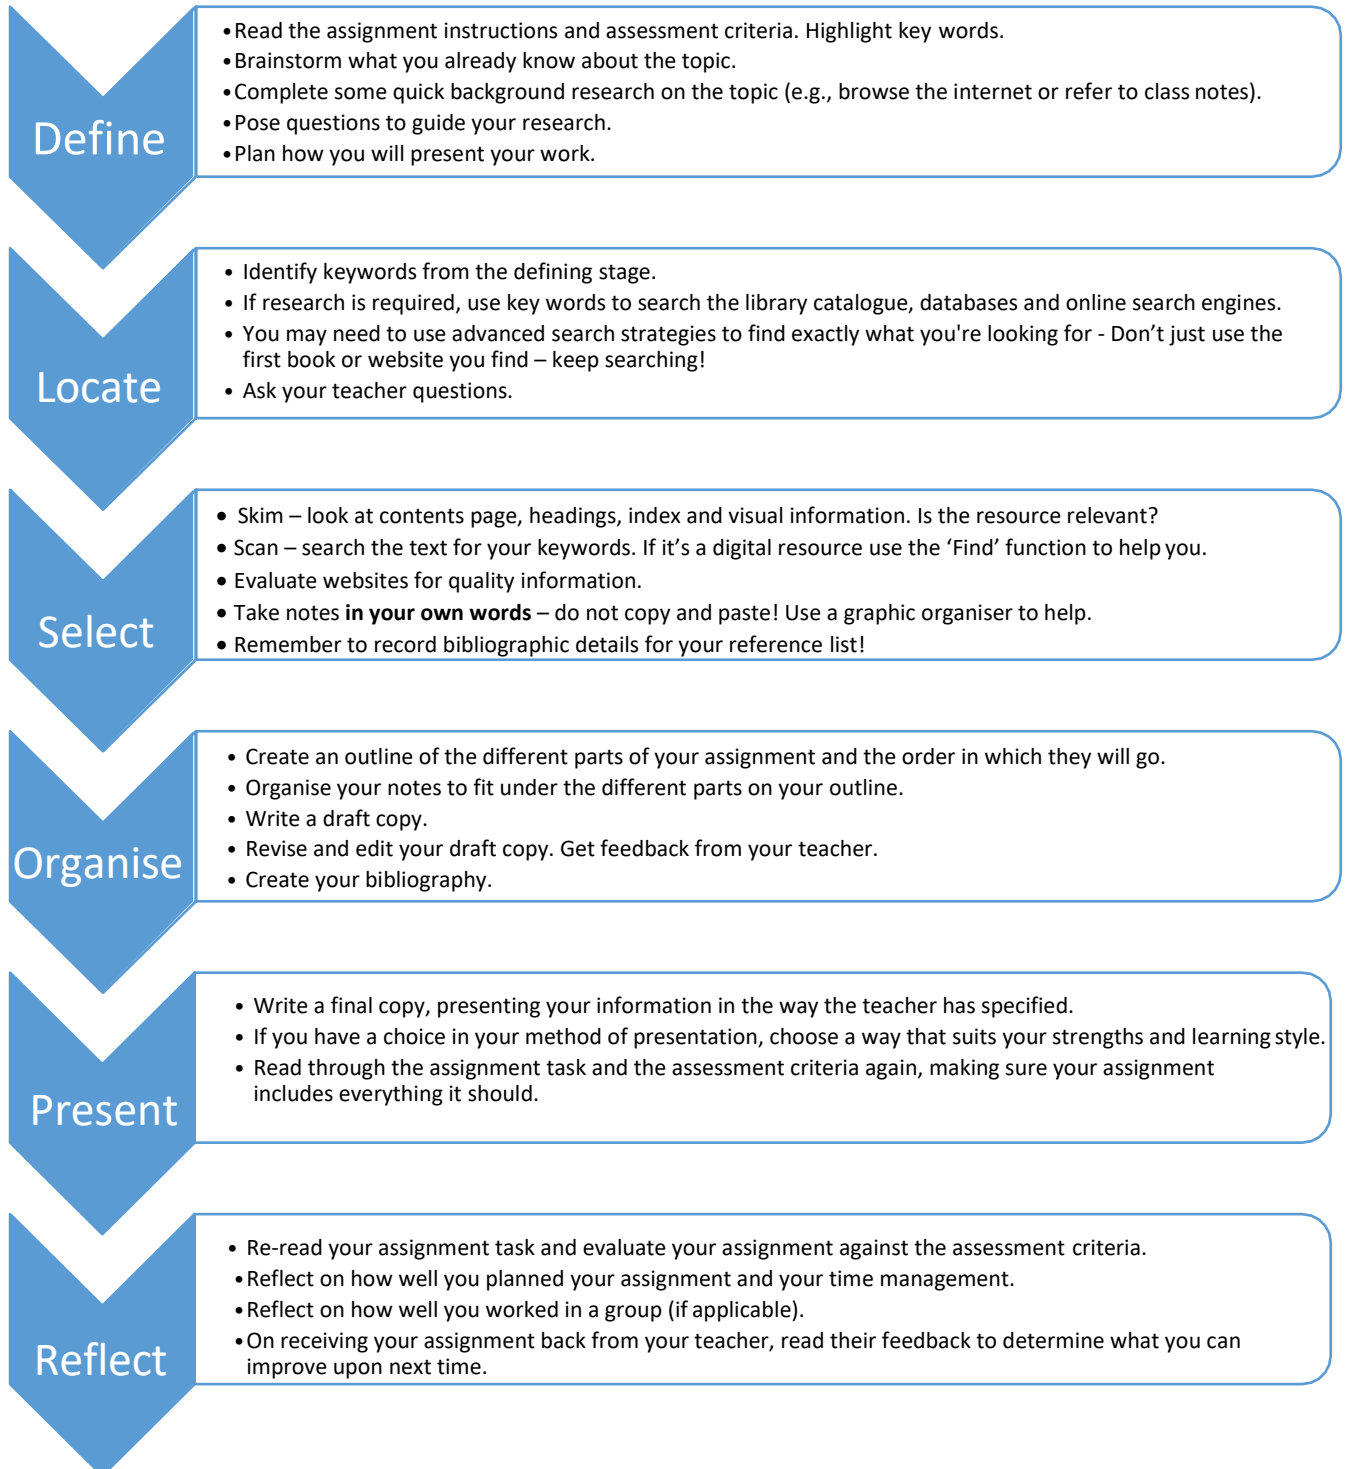 Define
•Read the assignment instructions and assessment criteria. Highlight key words.
•Brainstorm what you already know about the topic.
•Complete some quick background research on the topic (e.g., browse the internet or refer to class notes).
•Pose questions to guide your research.
•Plan how you will present your work.
Locate
• Identify keywords from the defining stage.
• If research is required, use key words to search the library catalogue, databases and online search engines.
• You may need to use advanced search strategies to find exactly what you're looking for - Don’t just use the
first book or website you find – keep searching!
• Ask your teacher questions.
Select
• Skim – look at contents page, headings, index and visual information. Is the resource relevant?
• Scan – search the text for your keywords. If it’s a digital resource use the ‘Find’ function to help you.
• Evaluate websites for quality information.
• Take notes in your own words – do not copy and paste! Use a graphic organiser to help.
• Remember to record bibliographic details for your reference list!
Organise
• Create an outline of the different parts of your assignment and the order in which they will go.
• Organise your notes to fit under the different parts on your outline.
• Write a draft copy.
• Revise and edit your draft copy. Get feedback from your teacher.
• Create your bibliography.
Present
• Write a final copy, presenting your information in the way the teacher has specified.
• If you have a choice in your method of presentation, choose a way that suits your strengths and learning style.
• Read through the assignment task and the assessment criteria again, making sure your assignment
includes everything it should.
Reflect
• Re-read your assignment task and evaluate your assignment against the assessment criteria.
•Reflect on how well you planned your assignment and your time management.
•Reflect on how well you worked in a group (if applicable).
•On receiving your assignment back from your teacher, read their feedback to determine what you can
improve upon next time.